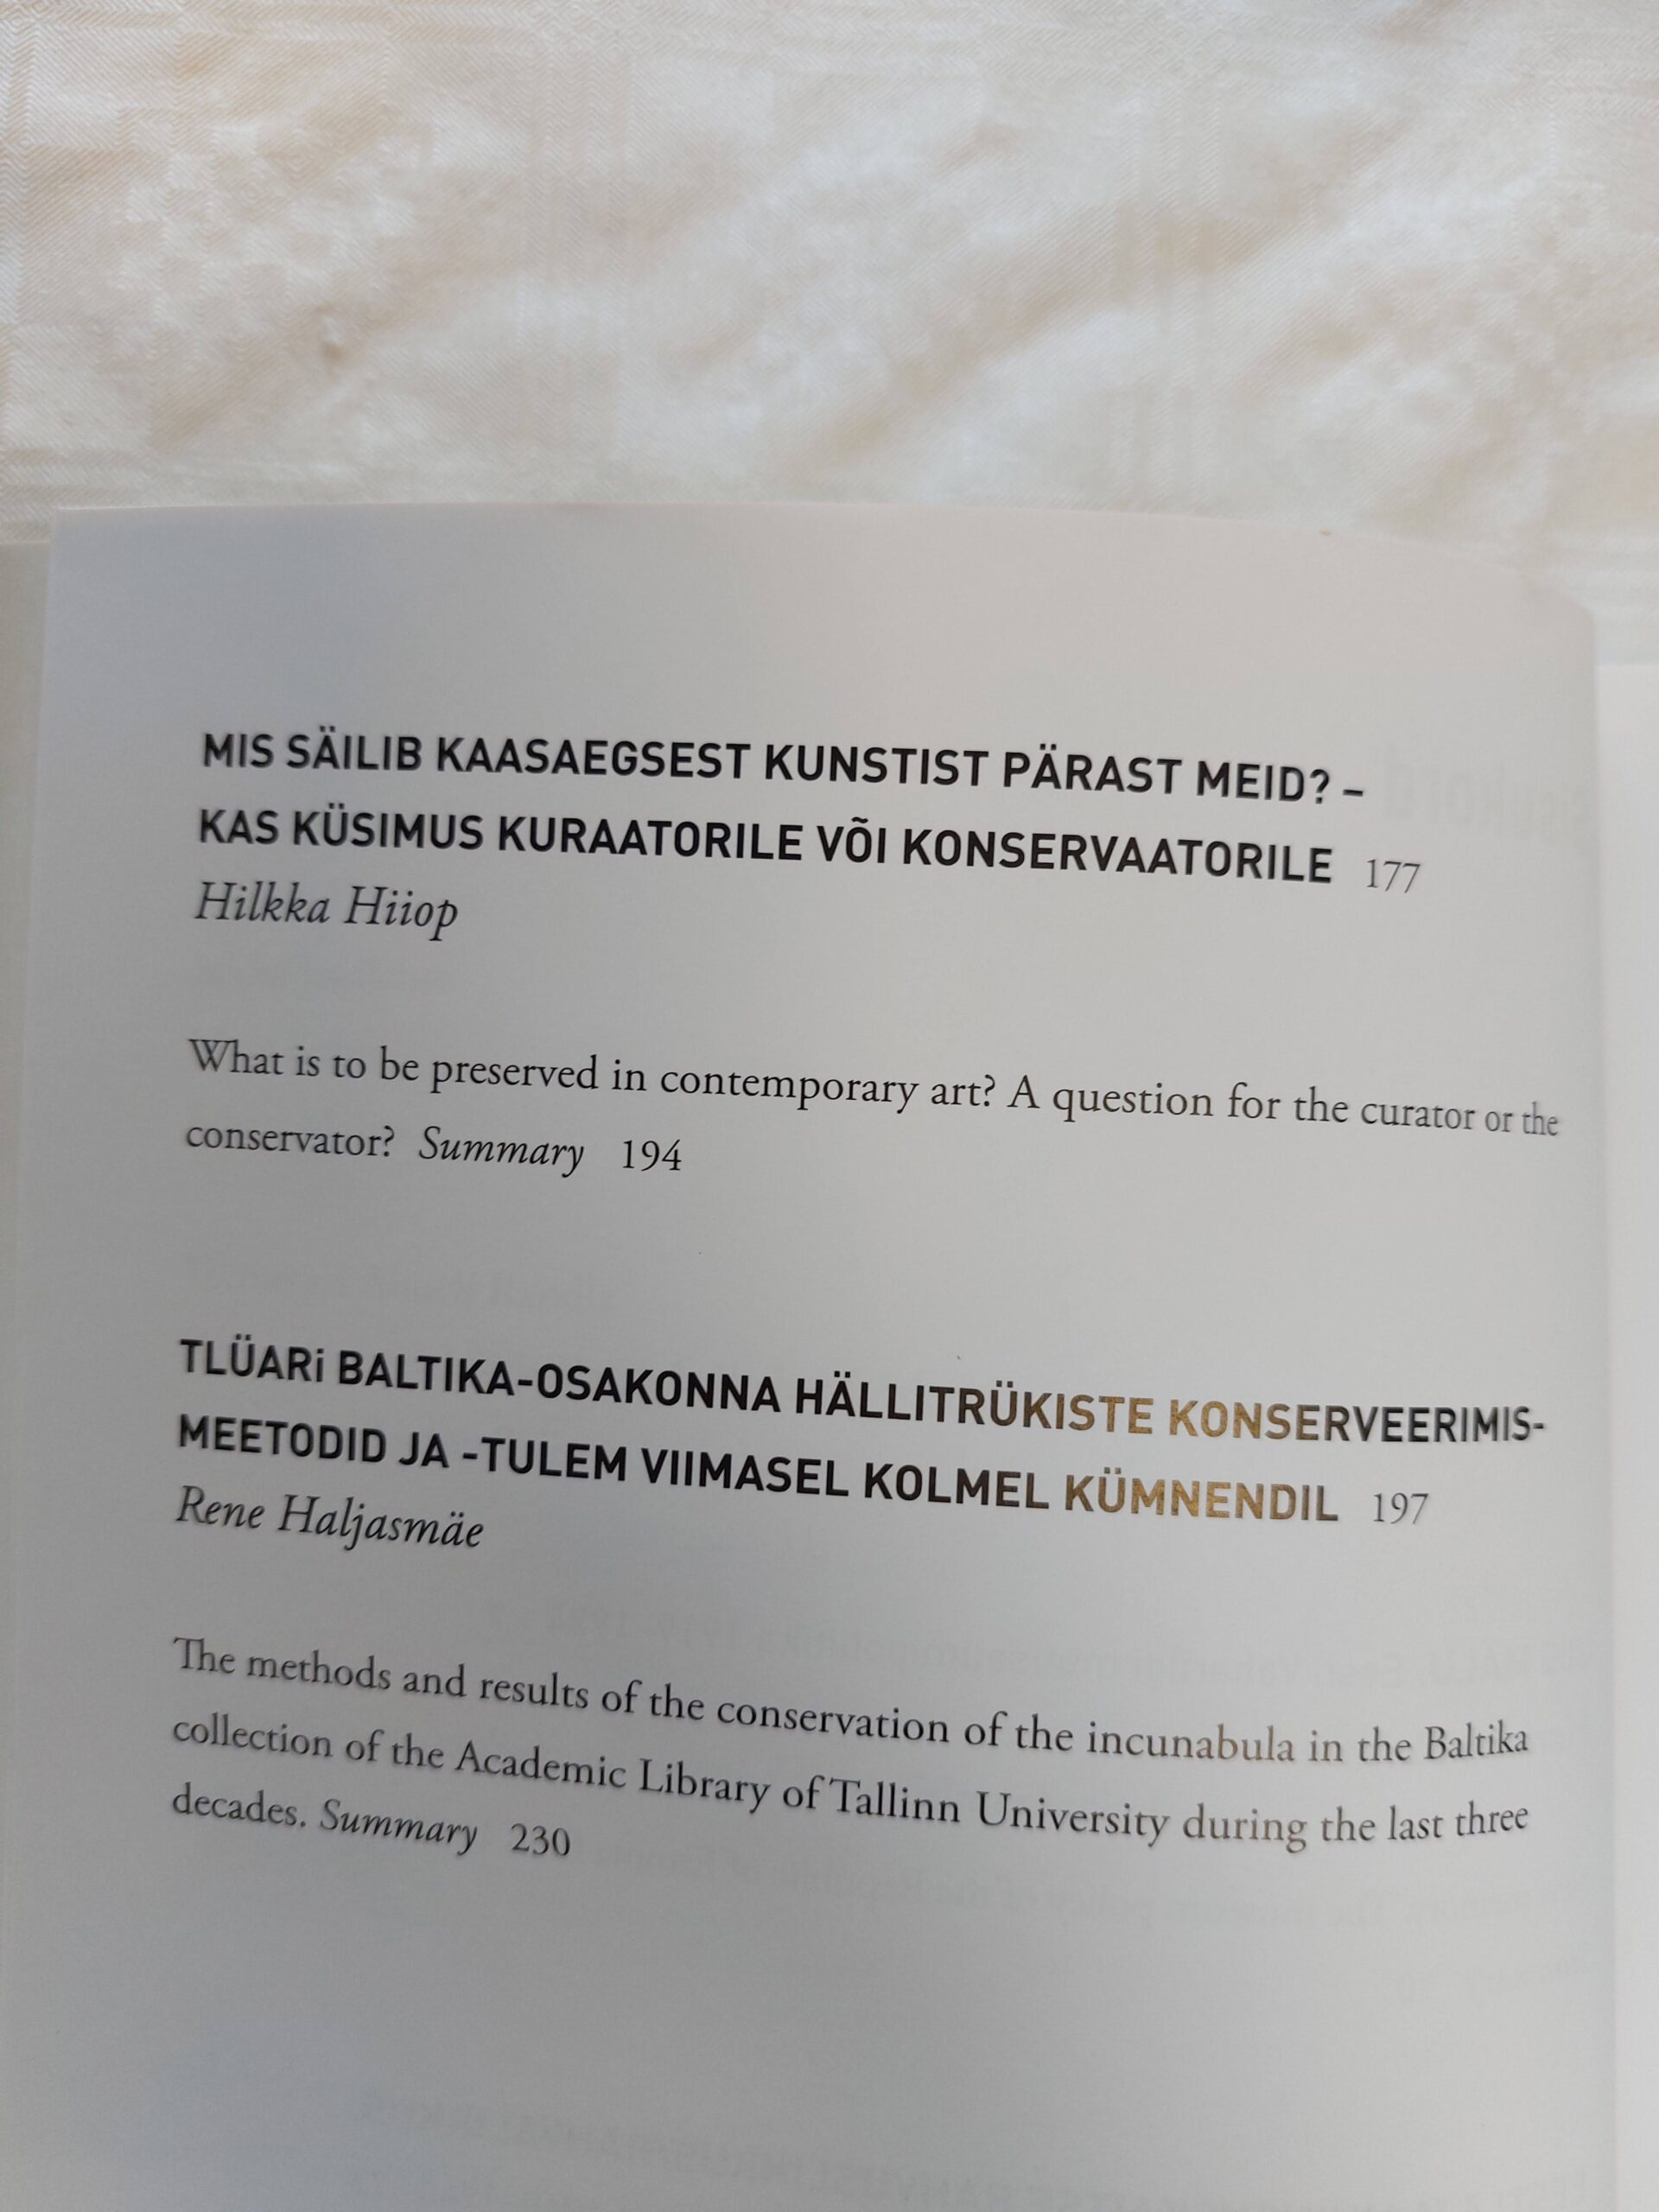 MIS SÄILIB KAASAEGSEST KUNSTIST PÄRAST MEID? –
KAS KÜSIMUS KURAATORILE VÕI KONSERVAATORILE 177
Hilkka Hiiop
What is to be preserved in contemporary art? A question for the curator or the
conservator? Summary 194
TLÜARi BALTIKA-OSAKONNA HÄLLITRÜKISTE KONSERVEERIMIS-
MEETODID JA -TULEM VIIMASEL KOLMEL KÜMNENDIL 197
Rene Haljasmäe
The methods and results of the conservation of the incunabula in the Baltika
collection of the Academic Library of Tallinn University during the last three
decades. Summary 230